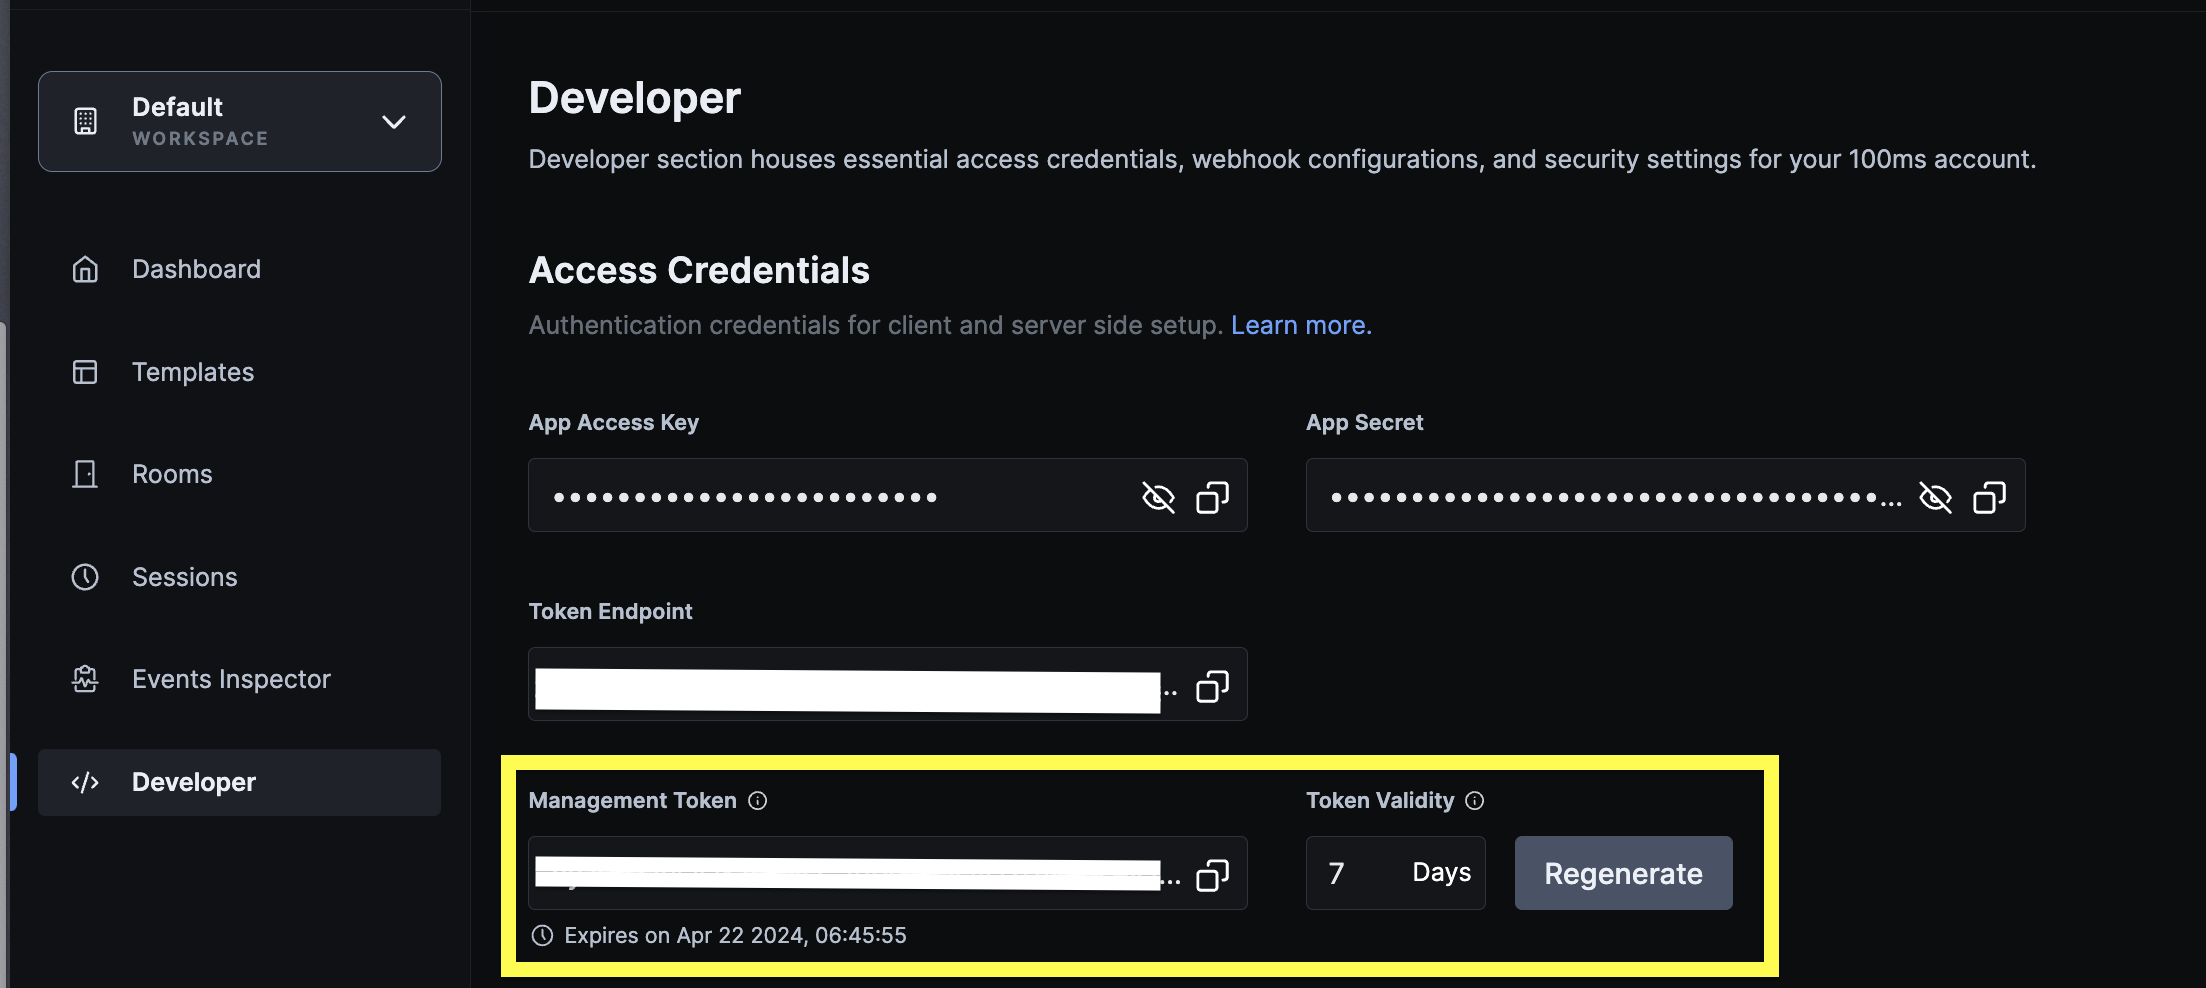 Default
WORKSPACE
Dashboard
Templates
Rooms
Sessions
Events Inspector
Developer
Developer
Developer section houses essential access credentials, webhook configurations, and security settings for your 100ms account.
Access Credentials
Authentication credentials for client and server side setup. Learn more.
App Access Key
App Secret
Token Endpoint
Management Token
Token Validity
7 Days
Regenerate
Expires on Apr 22 2024, 06:45:55